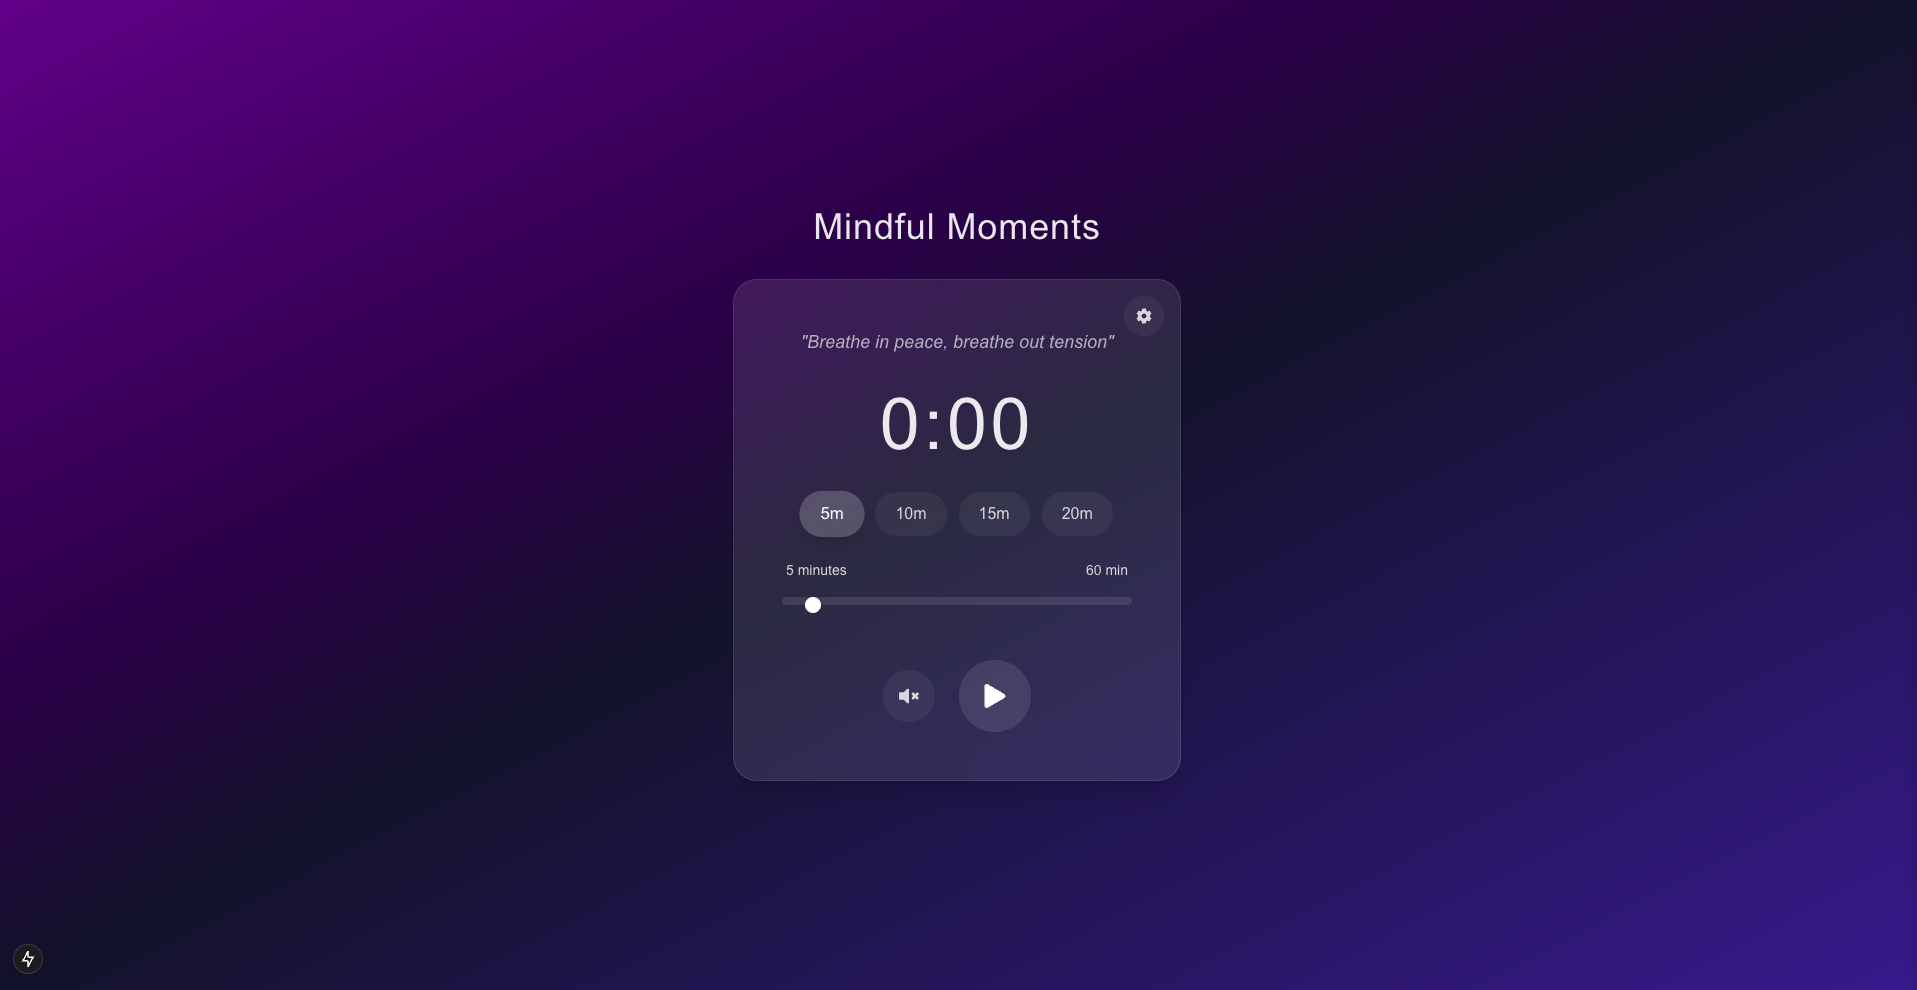 Mindful Moments
"Breathe in peace, breathe out tension"
0:00
5m 10m 15m 20m
5 minutes 60 min